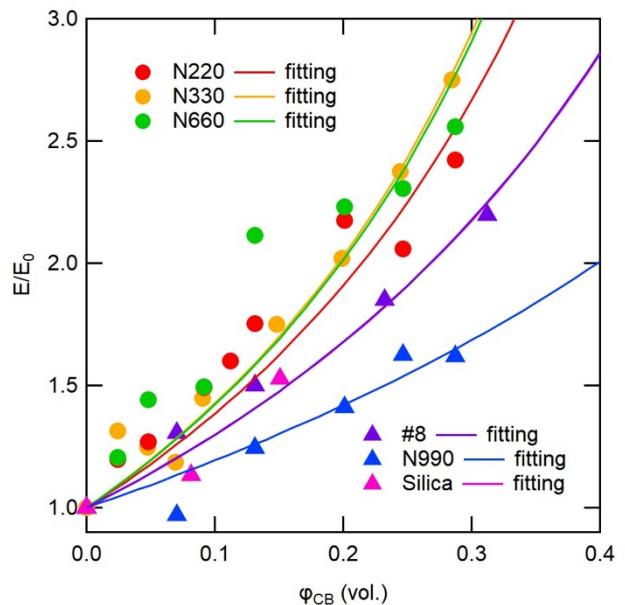 3.0
N220 fitting
N330 fitting
N660 fitting
2.5
E/E0
2.0
1.5
#8 fitting
N990 fitting
Silica fitting
1.0
0.0 0.1 0.2 0.3 0.4
φCB (vol.)